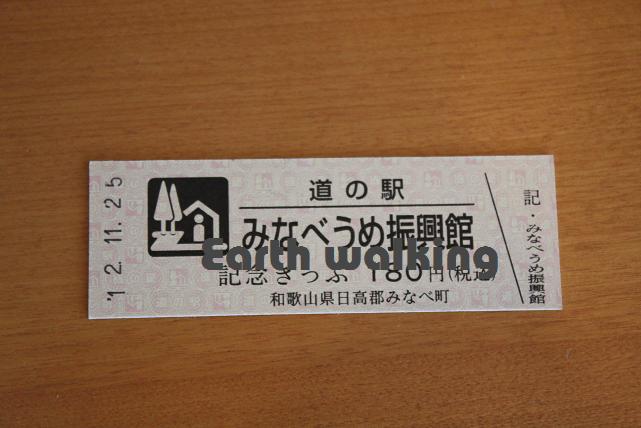 '12.11.25
道の駅
みなべうめ振興館
Earth walking
記念きっぷ 180円(税込)
和歌山県日高郡みなべ町
記・みなべうめ振興館